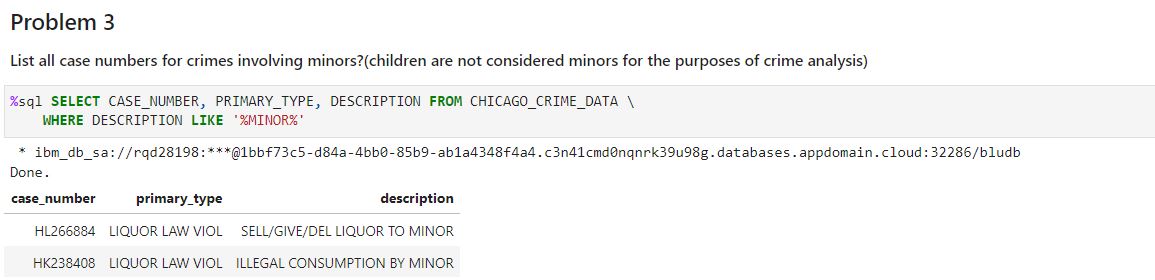 Problem 3
List all case numbers for crimes involving minors?(children are not considered minors for the purposes of crime analysis)
%sql SELECT CASE_NUMBER, PRIMARY_TYPE, DESCRIPTION FROM CHICAGO_CRIME_DATA \
WHERE DESCRIPTION LIKE '%MINOR%'
* ibm_db_sa://rqd28198:***@1bbf73c5-d84a-4bb0-85b9-ab1a4348f4a4.c3n41cmd0nqnrk39u98g.databases.appdomain.cloud:32286/bludb
Done.
case_number primary_type description
HL266884 LIQUOR LAW VIOL SELL/GIVE/DEL LIQUOR TO MINOR
HK238408 LIQUOR LAW VIOL ILLEGAL CONSUMPTION BY MINOR